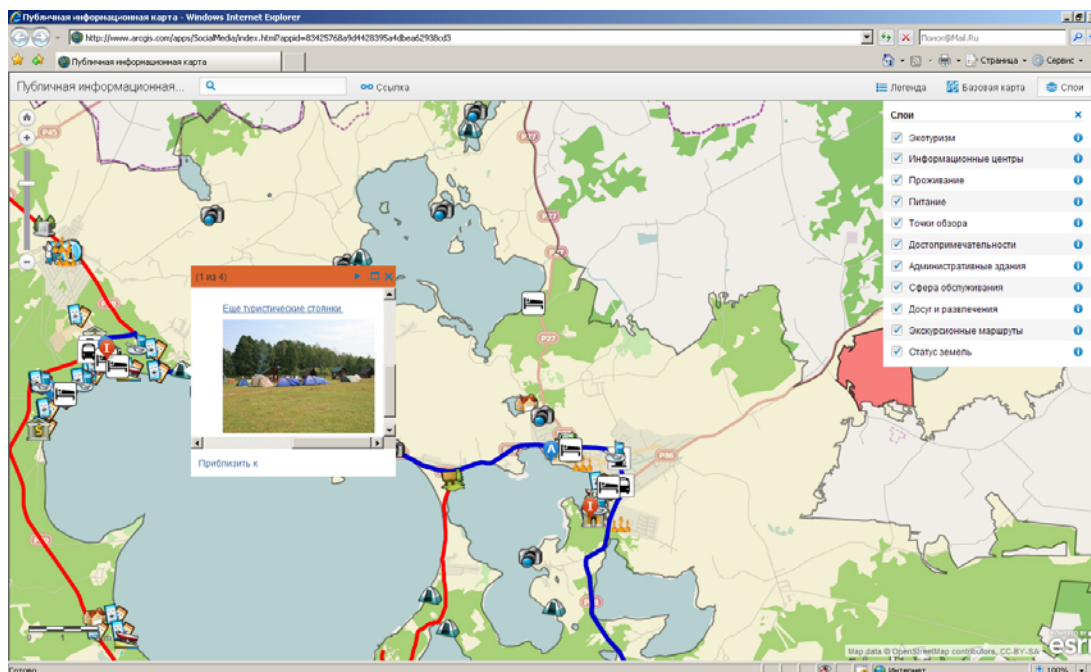 Публичная информационная карта - Windows Internet Explorer
http://www.arcgis.com/apps/SocialMedia/index.html?appid=83425768a9d4428395a4dbea62938cd3
Поиск@Mail.Ru
Публичная информационная карта
Страница
Сервис
Публичная информационная...
Ссылка
Легенда
Базовая карта
Слои
Слои
Экотуризм
Информационные центры
Проживание
Питание
Точки обзора
Достопримечательности
Административные здания
Сфера обслуживания
Досуг и развлечения
Экскурсионные маршруты
Статус земель
P45
P27
P27
P27
P27
(1 из 4)
Еще туристические стоянки
Приблизить к
P86
Map data © OpenStreetMap contributors, CC-BY-SA
POWERED BY
esri
Готово
Интернет
100%